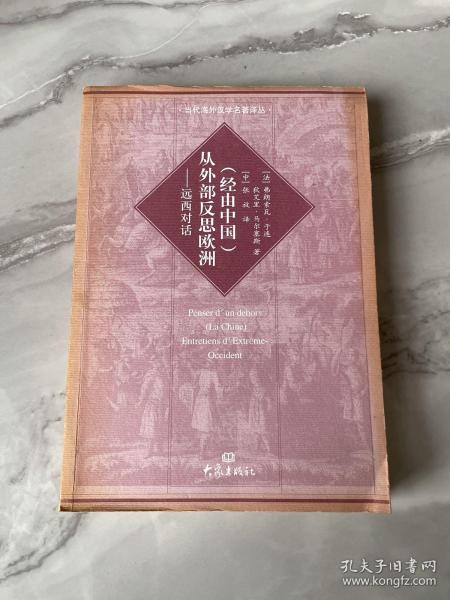 ·当代海外汉学名著译丛·
（经由中国）
从外部反思欧洲
——远西对话
[法] 弗朗索瓦·于连
狄艾里·马尔塞斯 著
[中] 张放 译
Penser d'un dehors
(La Chine)
Entretiens d'Extrême-
Occident
大象出版社
孔夫子旧书网
www.kongfz.com